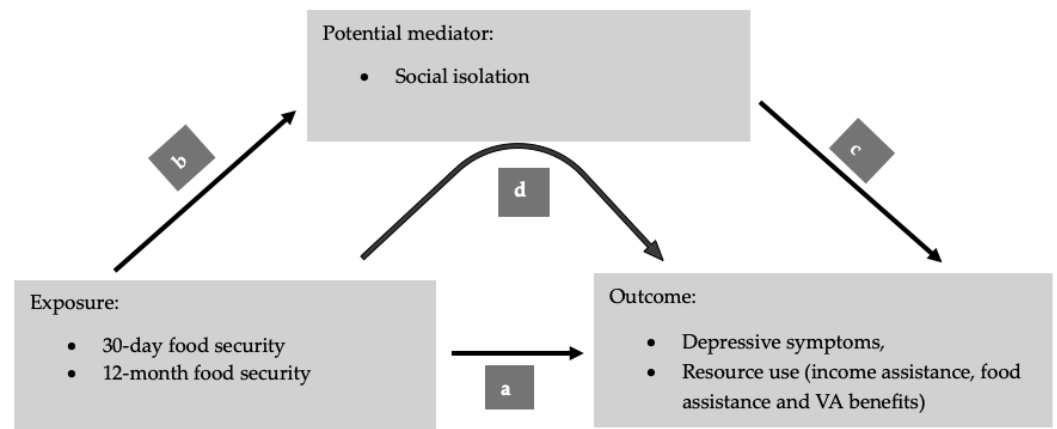 Potential mediator:
• Social isolation
b
c
d
Exposure:
• 30-day food security
• 12-month food security
a
Outcome:
• Depressive symptoms,
• Resource use (income assistance, food
assistance and VA benefits)